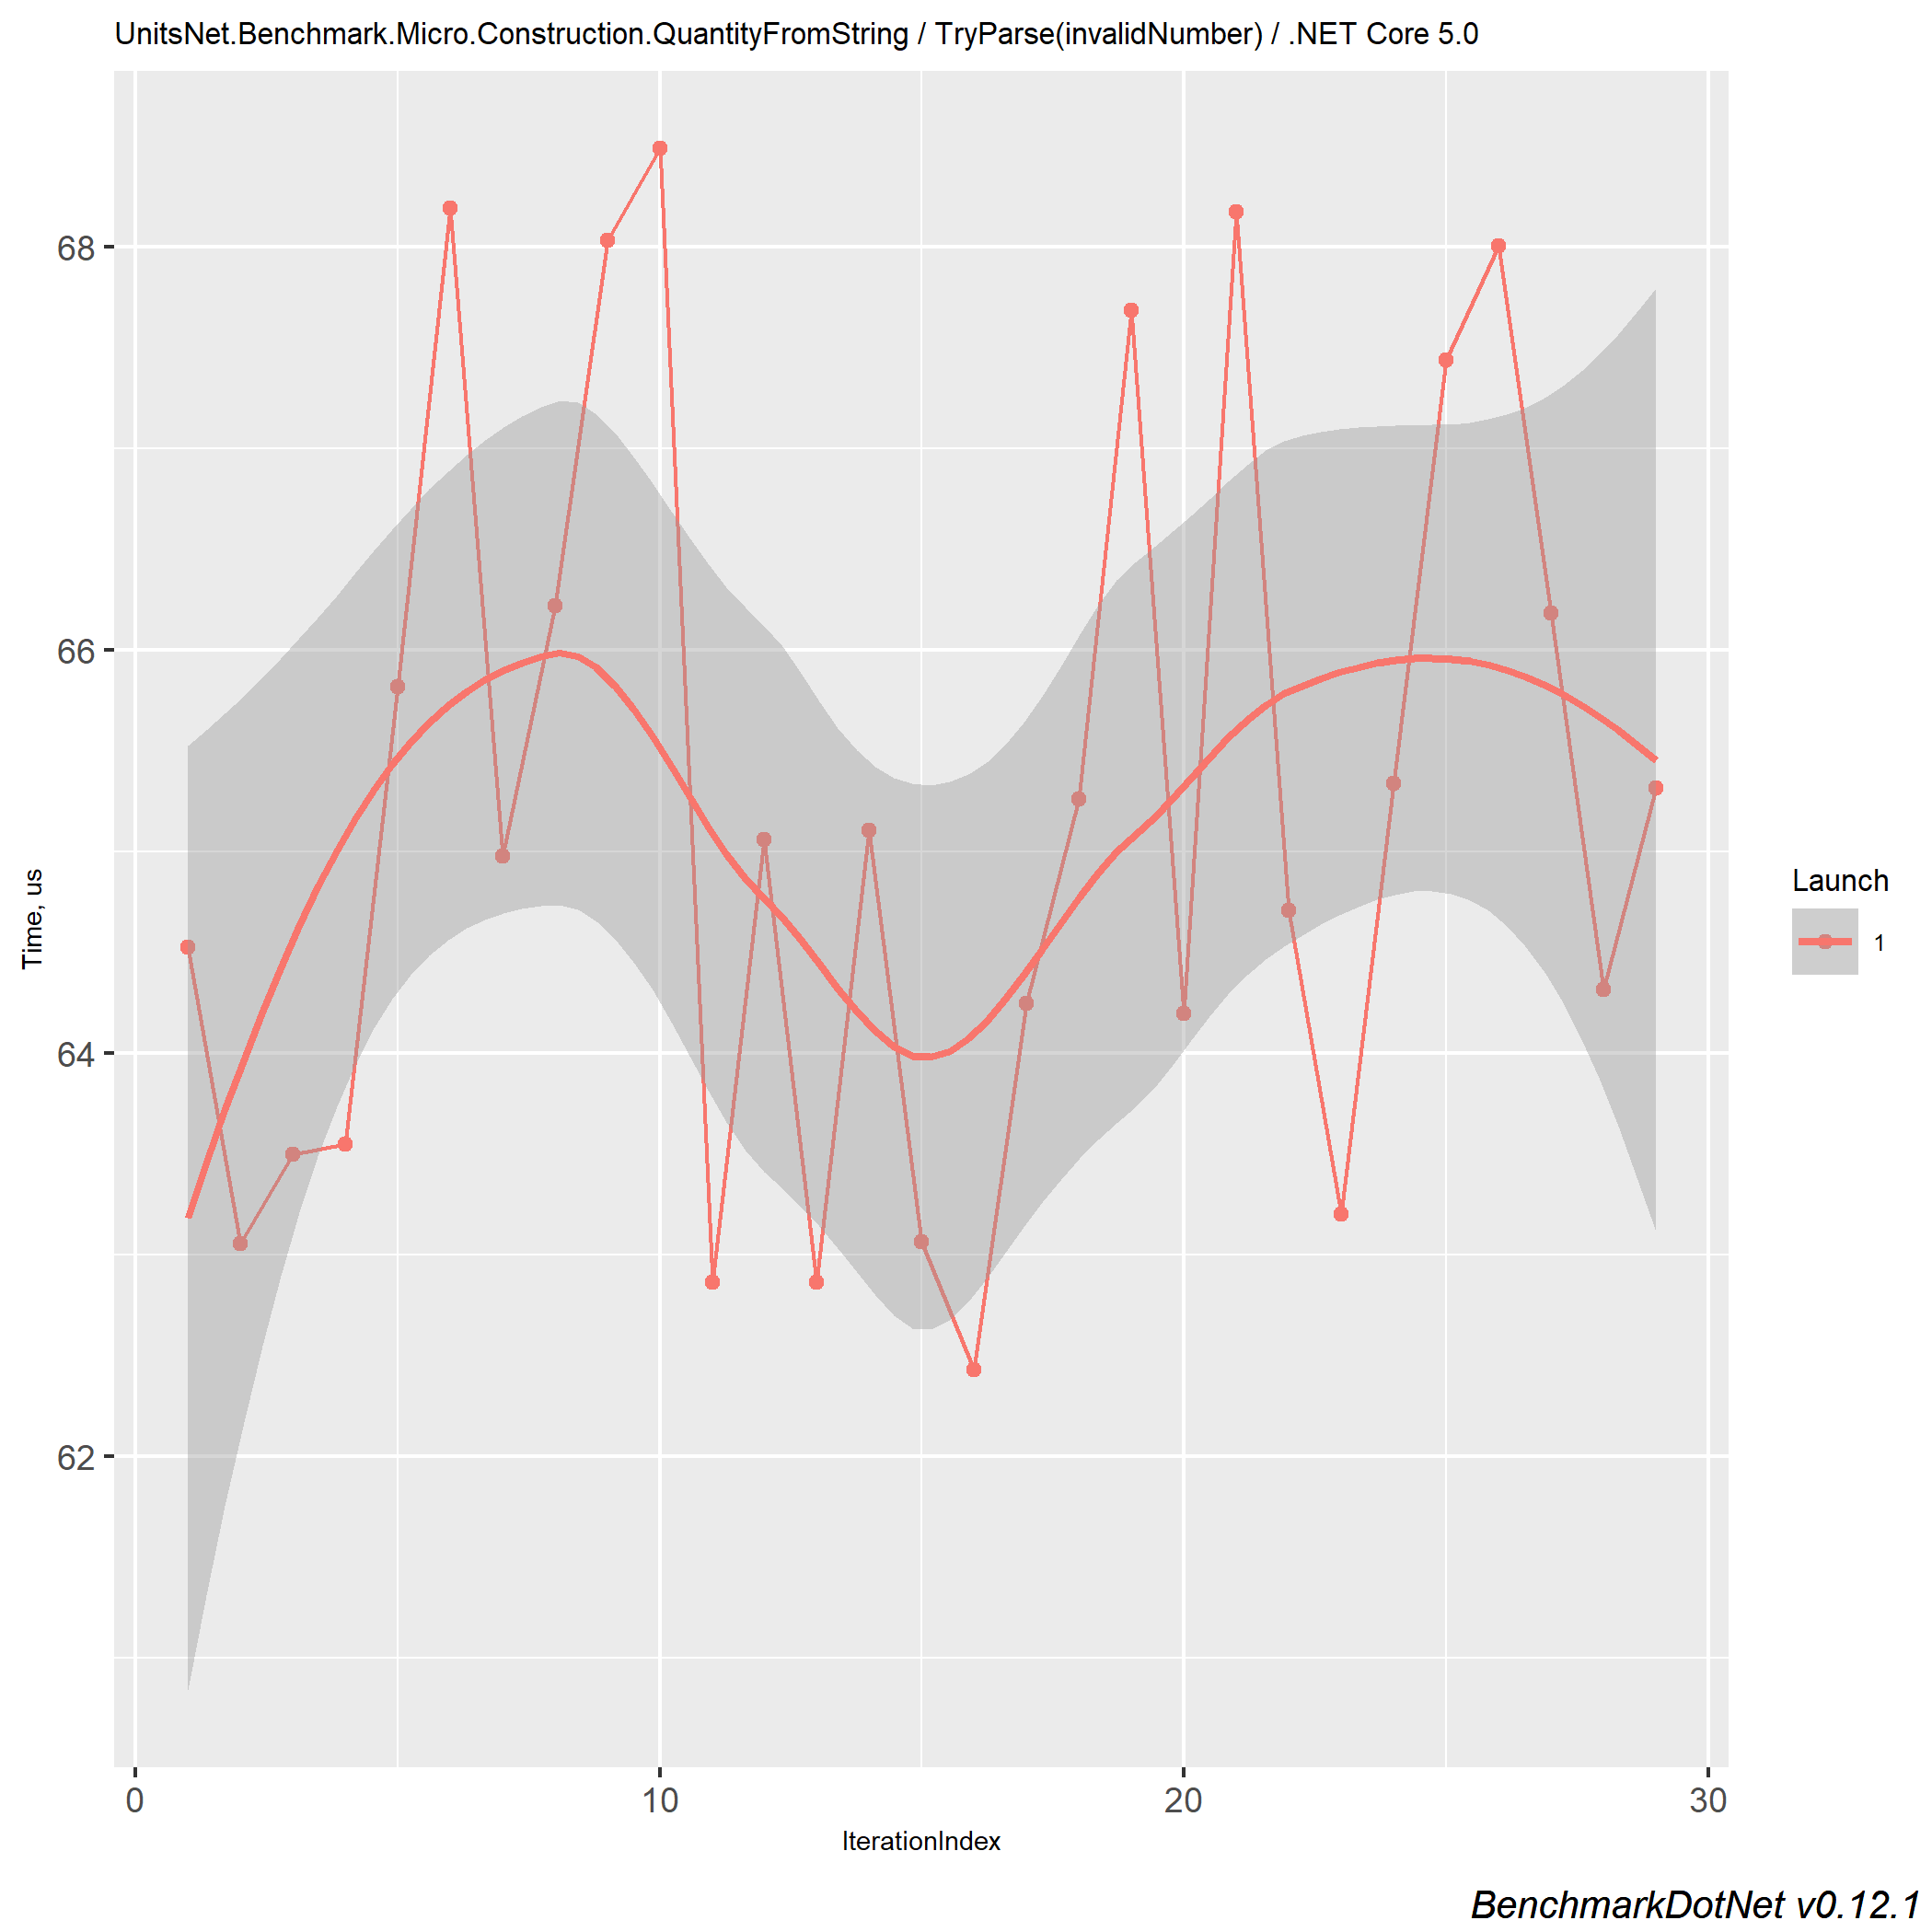 UnitsNet.Benchmark.Micro.Construction.QuantityFromString / TryParse(invalidNumber) / .NET Core 5.0
68
66
64
62
Time, us
0 10 20 30
IterationIndex
Launch
1
BenchmarkDotNet v0.12.1